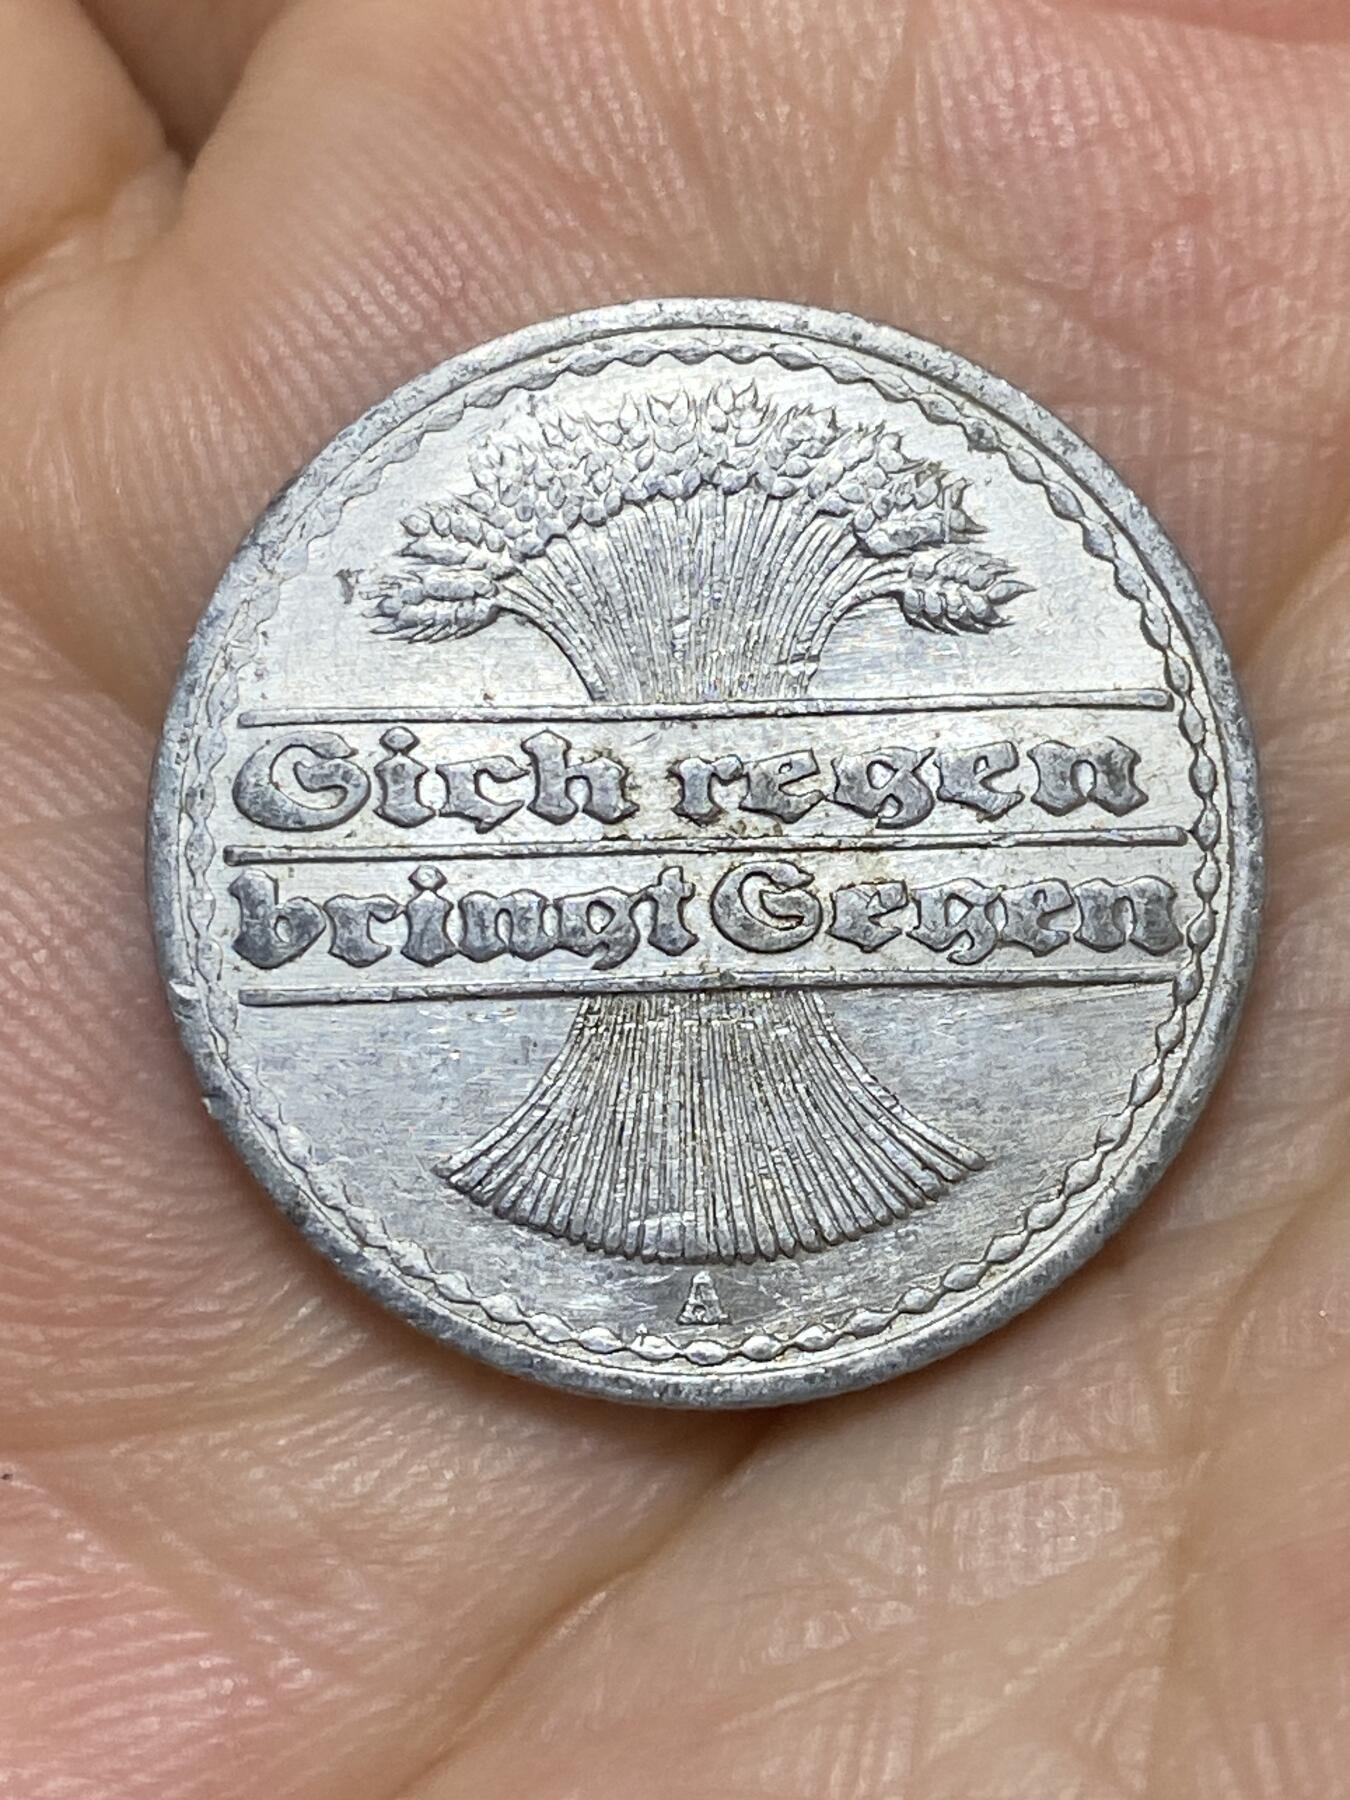 Sich regen
bringt Segen
A